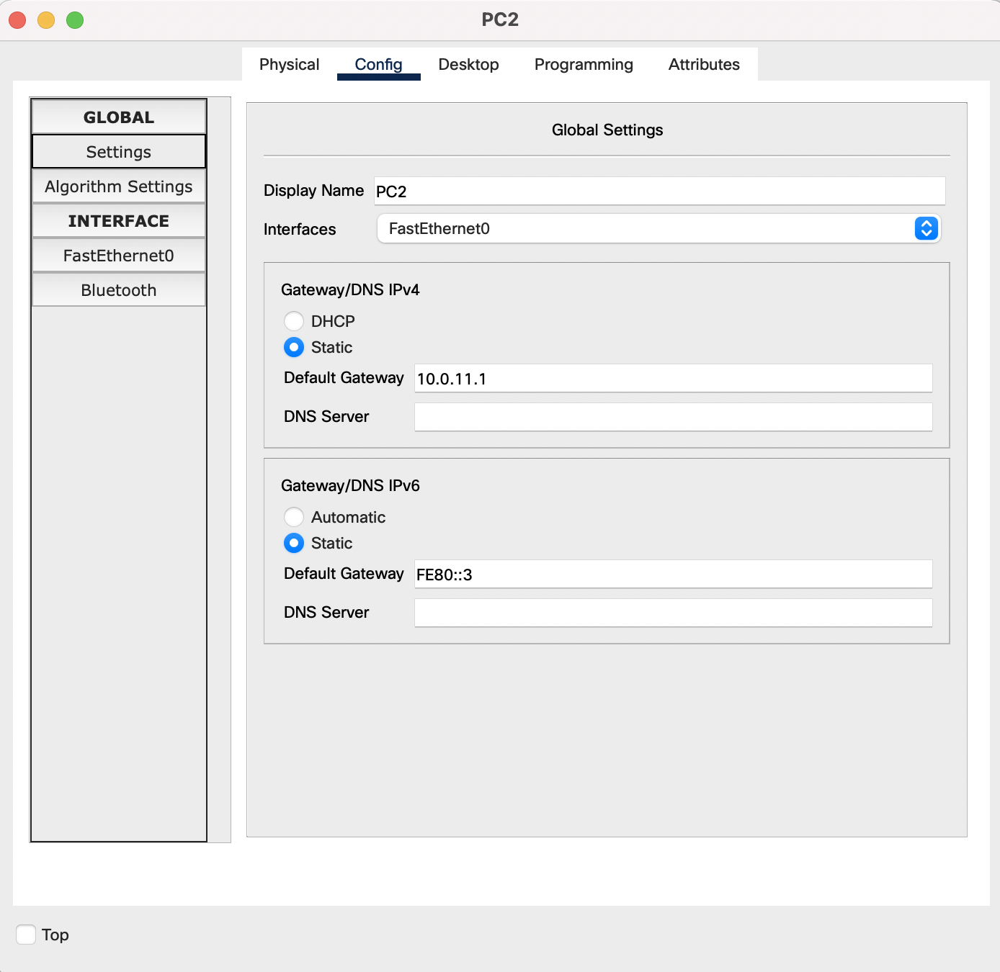 PC2
Physical Config Desktop Programming Attributes
GLOBAL
Settings
Algorithm Settings
INTERFACE
FastEthernet0
Bluetooth
Global Settings
Display Name PC2
Interfaces FastEthernet0
Gateway/DNS IPv4
DHCP
Static
Default Gateway 10.0.11.1
DNS Server
Gateway/DNS IPv6
Automatic
Static
Default Gateway FE80::3
DNS Server
Top